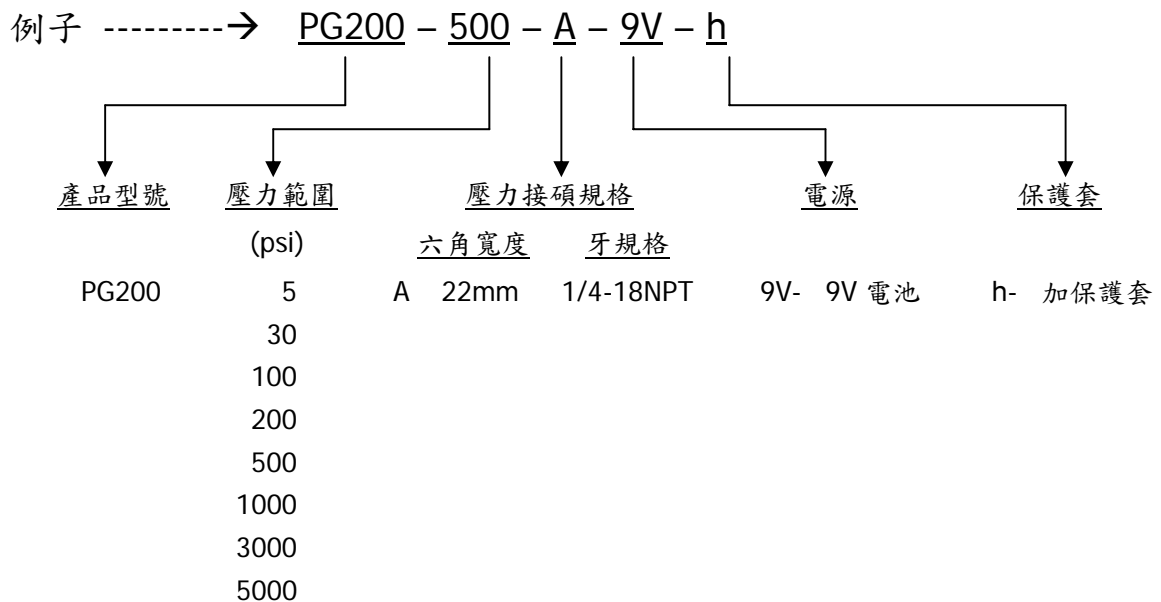 例子 ---------→ PG200 – 500 – A – 9V – h
產品型號 壓力範圍 壓力接碩規格 電源 保護套
(psi) 六角寬度 牙規格
PG200 5 A 22mm 1/4-18NPT 9V- 9V 電池 h- 加保護套
30
100
200
500
1000
3000
5000